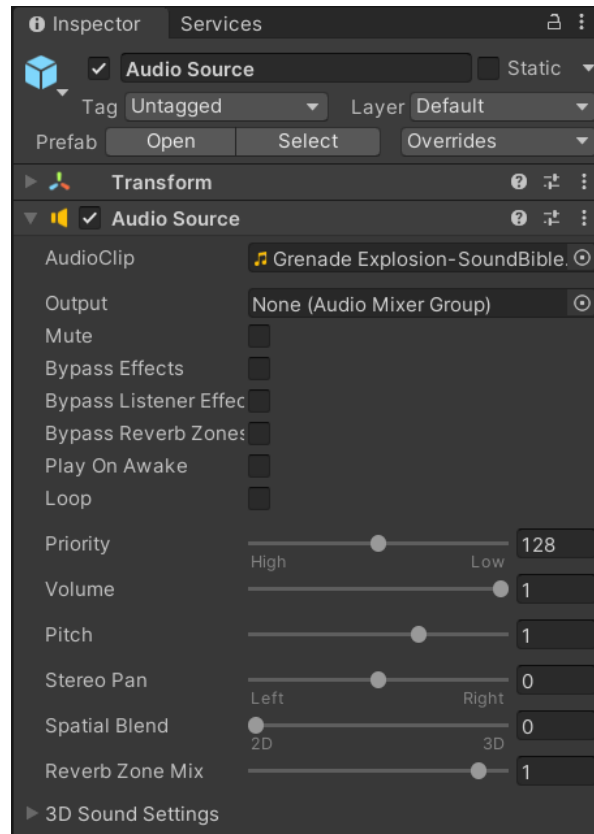 Inspector Services
Audio Source Static
Tag Untagged Layer Default
Prefab Open Select Overrides
Transform
Audio Source
AudioClip Grenade Explosion-SoundBible.
Output None (Audio Mixer Group)
Mute
Bypass Effects
Bypass Listener Effec
Bypass Reverb Zones
Play On Awake
Loop
Priority 128
High Low
Volume 1
Pitch 1
Stereo Pan 0
Left Right
Spatial Blend 0
2D 3D
Reverb Zone Mix 1
3D Sound Settings